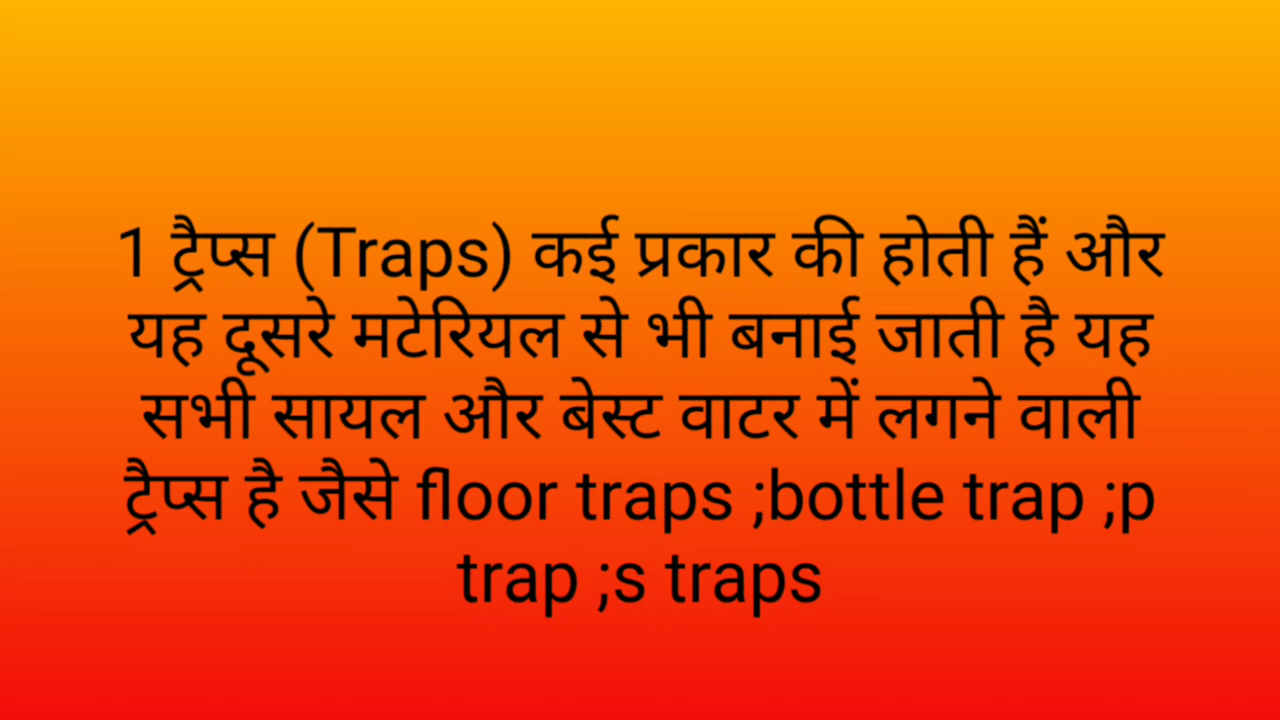 1 ट्रैप्स (Traps) कई प्रकार की होती हैं और
यह दूसरे मटेरियल से भी बनाई जाती है यह
सभी सायल और बेस्ट वाटर में लगने वाली
ट्रैप्स है जैसे floor traps ;bottle trap ;p
trap ;s traps